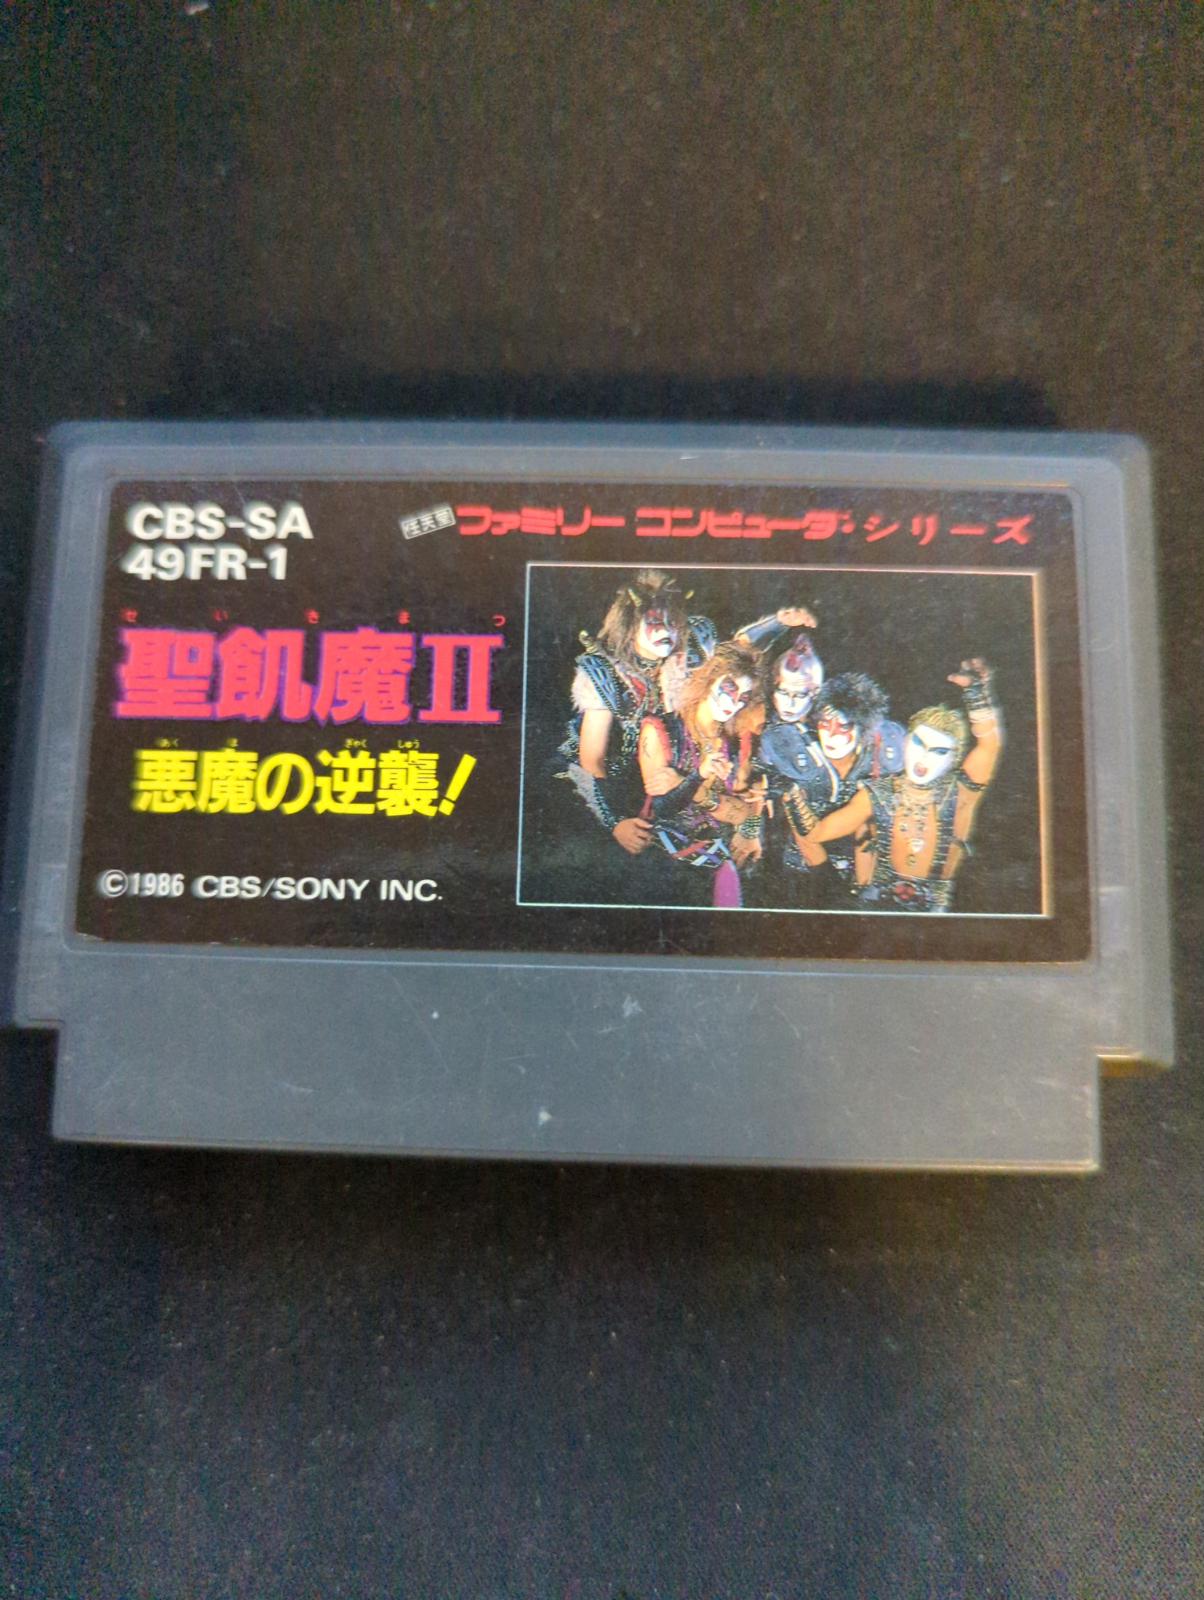 CBS-SA
49FR-1
任天堂 ファミリー コンピュータ・シリーズ
せいきまつ
聖飢魔II
あくま ぎゃくしゅう
悪魔の逆襲!
©1986 CBS/SONY INC.